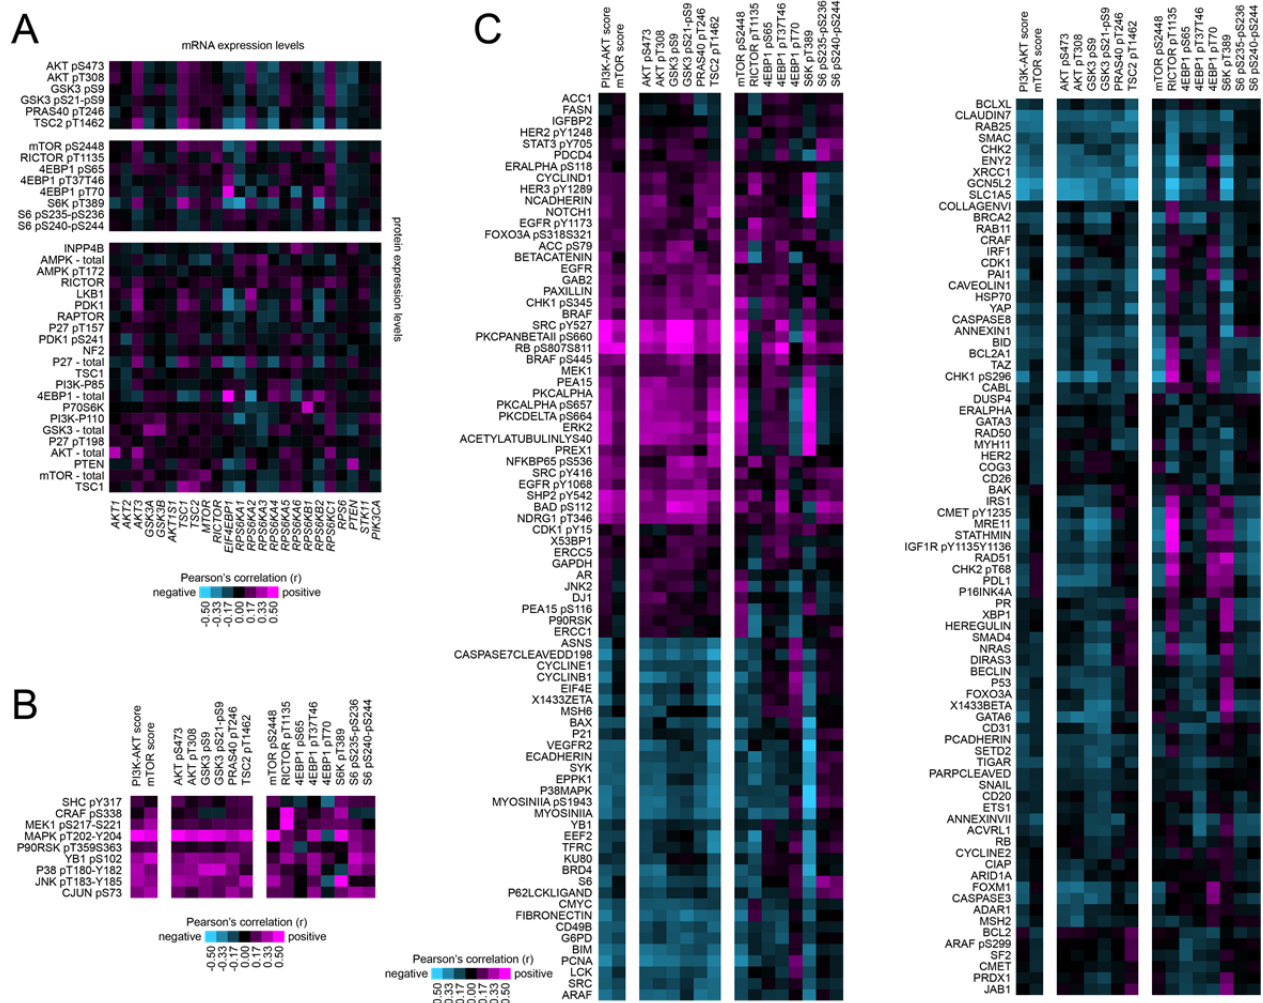 A
mRNA expression levels
AKT pS473
AKT pT308
GSK3 pS9
GSK3 pS21-pS9
PRAS40 pT246
TSC2 pT1462
mTOR pS2448
RICTOR pT1135
4EBP1 pS65
4EBP1 pT37T46
4EBP1 pT70
S6K pT389
S6 pS235-pS236
S6 pS240-pS244
INPP4B
AMPK - total
AMPK pT172
RICTOR
LKB1
PDK1
RAPTOR
P27 pT157
PDK1 pS241
NF2
P27 - total
TSC1
PI3K-P85
4EBP1 - total
P70S6K
PI3K-P110
GSK3 - total
P27 pT198
AKT - total
PTEN
mTOR - total
TSC1
protein expression levels
AKT1
AKT2
AKT3
GSK3A
GSK3B
AKT1S1
TSC1
TSC2
MTOR
RICTOR
EIF4EBP1
RPS6KA1
RPS6KA2
RPS6KA3
RPS6KA4
RPS6KA5
RPS6KA6
RPS6KB1
RPS6KB2
RPS6KC1
RPS6
PTEN
STK11
PIK3CA
Pearson's correlation (r)
negative
positive
-0.50
-0.33
-0.17
0.00
0.17
0.33
0.50
B
PI3K-AKT score
mTOR score
AKT pS473
AKT pT308
GSK3 pS9
GSK3 pS21-pS9
PRAS40 pT246
TSC2 pT1462
mTOR pS2448
RICTOR pT1135
4EBP1 pS65
4EBP1 pT37T46
4EBP1 pT70
S6K pT389
S6 pS235-pS236
S6 pS240-pS244
SHC pY317
CRAF pS338
MEK1 pS217-S221
MAPK pT202-Y204
P90RSK pT359S363
YB1 pS102
P38 pT180-Y182
JNK pT183-Y185
CJUN pS73
Pearson's correlation (r)
negative
positive
-0.50
-0.33
-0.17
0.00
0.17
0.33
0.50
C
PI3K-AKT score
mTOR score
AKT pS473
AKT pT308
GSK3 pS9
GSK3 pS21-pS9
PRAS40 pT246
TSC2 pT1462
mTOR pS2448
RICTOR pT1135
4EBP1 pS65
4EBP1 pT37T46
4EBP1 pT70
S6K pT389
S6 pS235-pS236
S6 pS240-pS244
ACC1
FASN
IGFBP2
HER2 pY1248
STAT3 pY705
PDCD4
ERALPHA pS118
CYCLIND1
HER3 pY1289
NCADHERIN
NOTCH1
EGFR pY1173
FOXO3A pS318S321
ACC pS79
BETACATENIN
EGFR
GAB2
PAXILLIN
CHK1 pS345
BRAF
SRC pY527
PKCPANBETAII pS660
RB pS807S811
BRAF pS445
MEK1
PEA15
PKCALPHA
PKCALPHA pS657
PKCDELTA pS664
ERK2
ACETYLATUBULINLYS40
PREX1
NFKBP65 pS536
SRC pY416
EGFR pY1068
SHP2 pY542
BAD pS112
NDRG1 pT346
CDK1 pY15
X53BP1
ERCC5
GAPDH
AR
JNK2
DJ1
PEA15 pS116
P90RSK
ERCC1
ASNS
CASPASE7CLEAVEDD198
CYCLINE1
CYCLINB1
EIF4E
X1433ZETA
MSH6
BAX
P21
VEGFR2
ECADHERIN
SYK
EPPK1
P38MAPK
MYOSINIIA pS1943
MYOSINIIA
YB1
EEF2
TFRC
KU80
BRD4
S6
P62LCKLIGAND
CMYC
FIBRONECTIN
CD49B
G6PD
BIM
PCNA
LCK
SRC
ARAF
Pearson's correlation (r)
negative
positive
0.50
0.33
0.17
0.00
0.17
0.33
0.50
PI3K-AKT score
mTOR score
AKT pS473
AKT pT308
GSK3 pS9
GSK3 pS21-pS9
PRAS40 pT246
TSC2 pT1462
mTOR pS2448
RICTOR pT1135
4EBP1 pS65
4EBP1 pT37T46
4EBP1 pT70
S6K pT389
S6 pS235-pS236
S6 pS240-pS244
BCLXL
CLAUDIN7
RAB25
SMAC
CHK2
ENY2
XRCC1
GCN5L2
SLC1A5
COLLAGENVI
BRCA2
RAB11
CRAF
IRF1
CDK1
PAI1
CAVEOLIN1
HSP70
YAP
CASPASE8
ANNEXIN1
BID
BCL2A1
TAZ
CHK1 pS296
CABL
DUSP4
ERALPHA
GATA3
RAD50
MYH11
HER2
COG3
CD26
BAK
IRS1
CMET pY1235
MRE11
STATHMIN
IGF1R pY1135Y1136
RAD51
CHK2 pT68
PDL1
P16INK4A
PR
XBP1
HEREGULIN
SMAD4
NRAS
DIRAS3
BECLIN
P53
FOXO3A
X1433BETA
GATA6
CD31
PCADHERIN
SETD2
TIGAR
PARPCLEAVED
SNAIL
CD20
ETS1
ANNEXINVII
ACVRL1
RB
CYCLINE2
CIAP
ARID1A
FOXM1
CASPASE3
ADAR1
MSH2
BCL2
ARAF pS299
SF2
CMET
PRDX1
JAB1